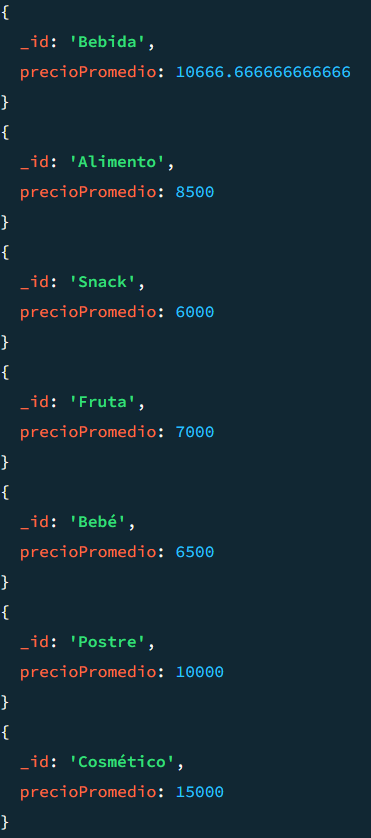 {
  _id: 'Bebida',
  precioPromedio: 10666.666666666666
}
{
  _id: 'Alimento',
  precioPromedio: 8500
}
{
  _id: 'Snack',
  precioPromedio: 6000
}
{
  _id: 'Fruta',
  precioPromedio: 7000
}
{
  _id: 'Bebé',
  precioPromedio: 6500
}
{
  _id: 'Postre',
  precioPromedio: 10000
}
{
  _id: 'Cosmético',
  precioPromedio: 15000
}